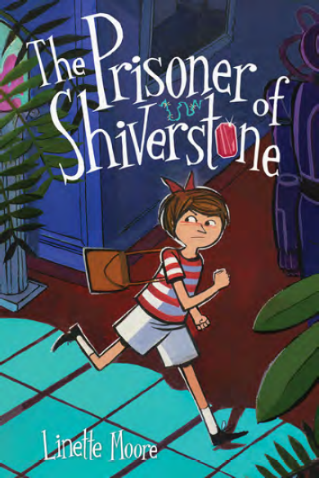 The Prisoner of
Shiverstone
Linette Moore